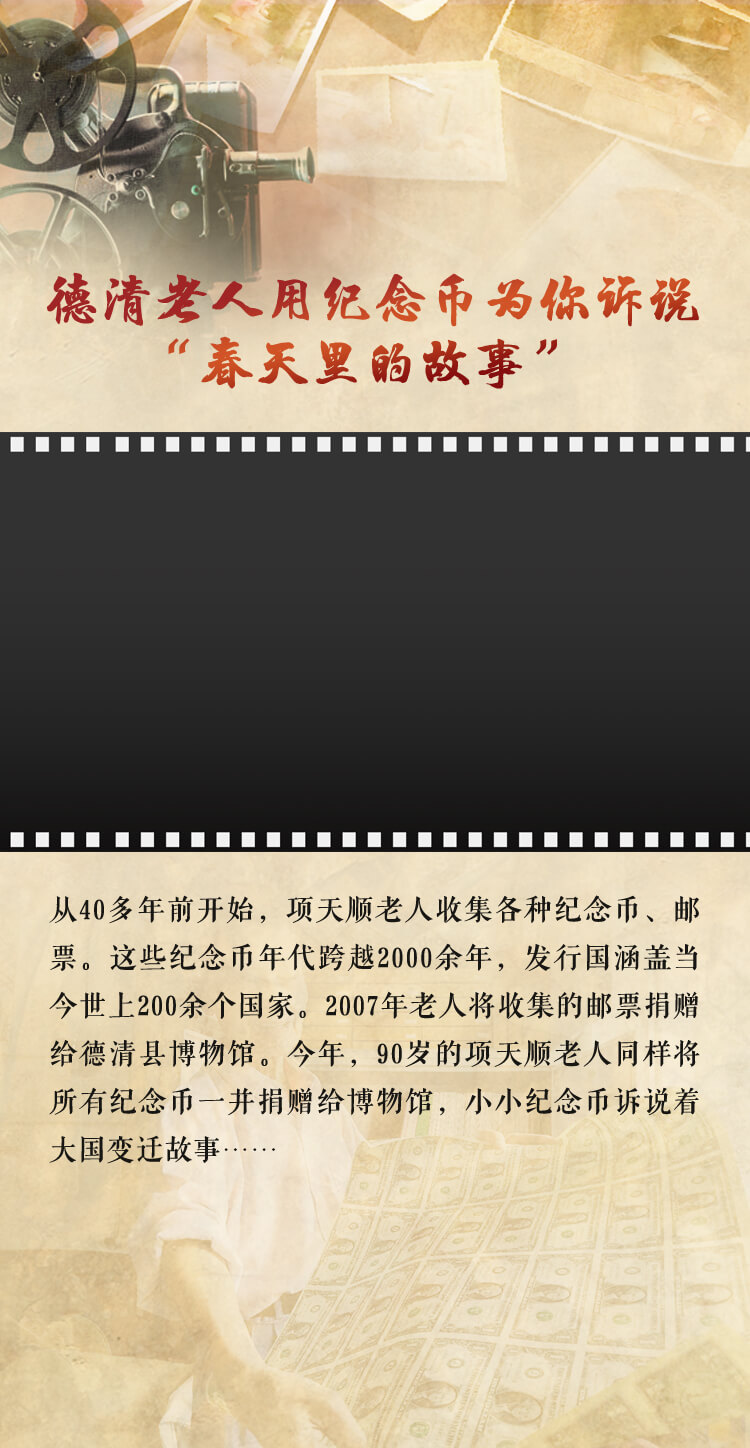 德清老人用纪念币为你诉说
“春天里的故事”
从40多年前开始，项天顺老人收集各种纪念币、邮
票。这些纪念币年代跨越2000余年，发行国涵盖当
今世上200余个国家。2007年老人将收集的邮票捐赠
给德清县博物馆。今年，90岁的项天顺老人同样将
所有纪念币一并捐赠给博物馆，小小纪念币诉说着
大国变迁故事……